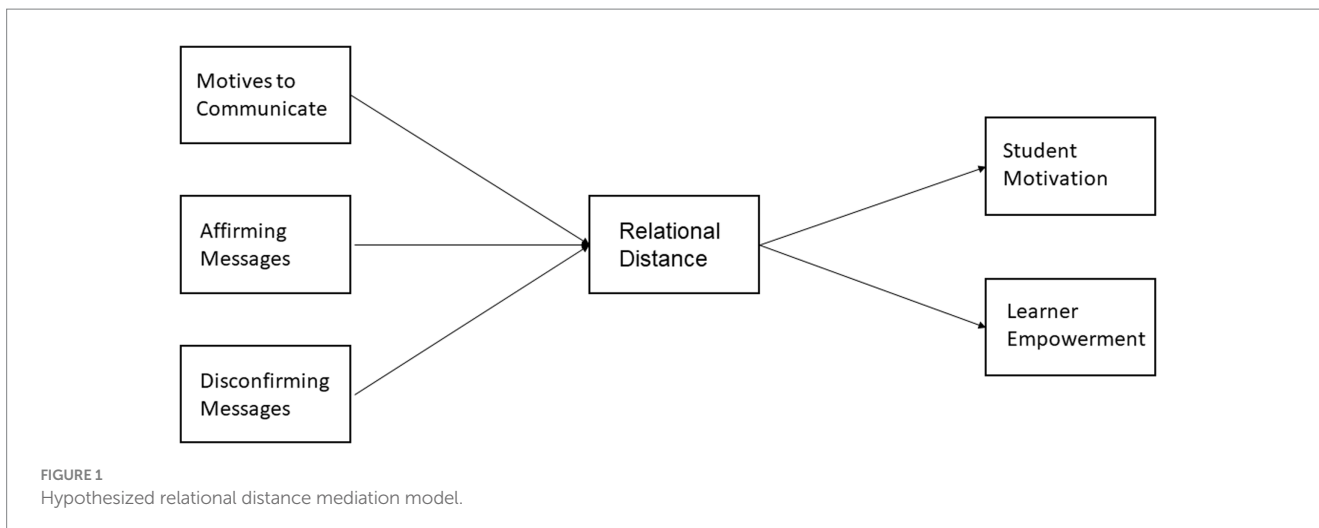 Motives to
Communicate
Affirming
Messages
Disconfirming
Messages
Relational
Distance
Student
Motivation
Learner
Empowerment
FIGURE 1
Hypothesized relational distance mediation model.